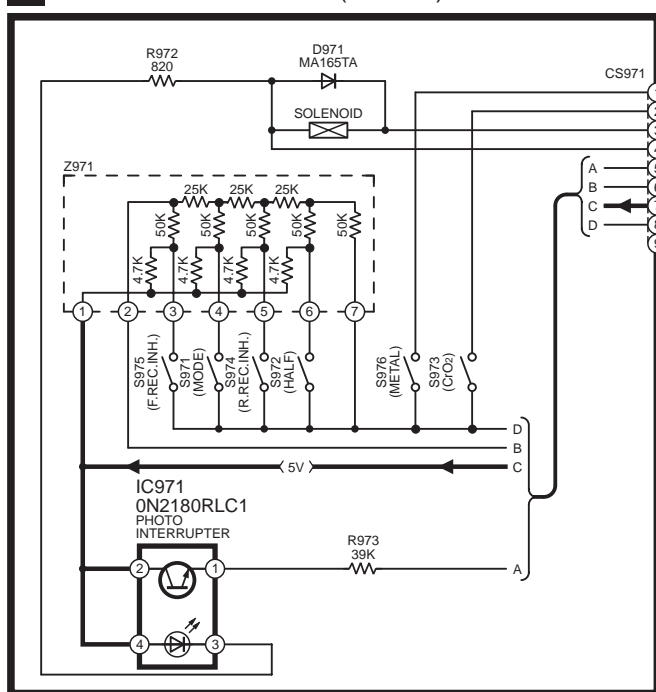 R972
820
D971
MA165TA
SOLENOID
CS971
Z971
25K 25K 25K
50K 50K 50K 50K 50K
4.7K 4.7K 4.7K 4.7K
A
B
C
D
1 2 3 4 5 6 7
S975
(F.REC.INH.)
S971
(MODE)
S974
(R.REC.INH.)
S972
(HALF)
S976
(METAL)
S973
(CrO2)
D
B
C
5V
IC971
0N2180RLC1
PHOTO
INTERRUPTER
R973
39K
A
2 1
4 3